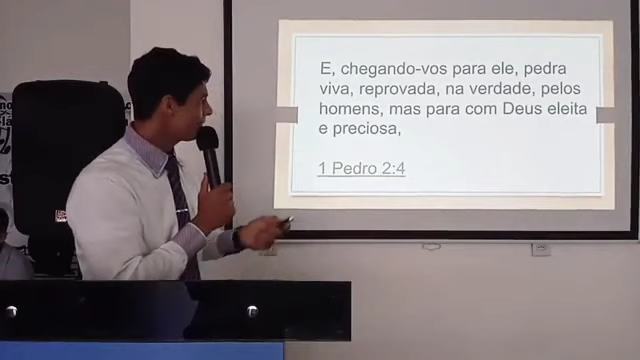 E, chegando-vos para ele, pedra
viva, reprovada, na verdade, pelos
homens, mas para com Deus eleita
e preciosa,
1 Pedro 2:4